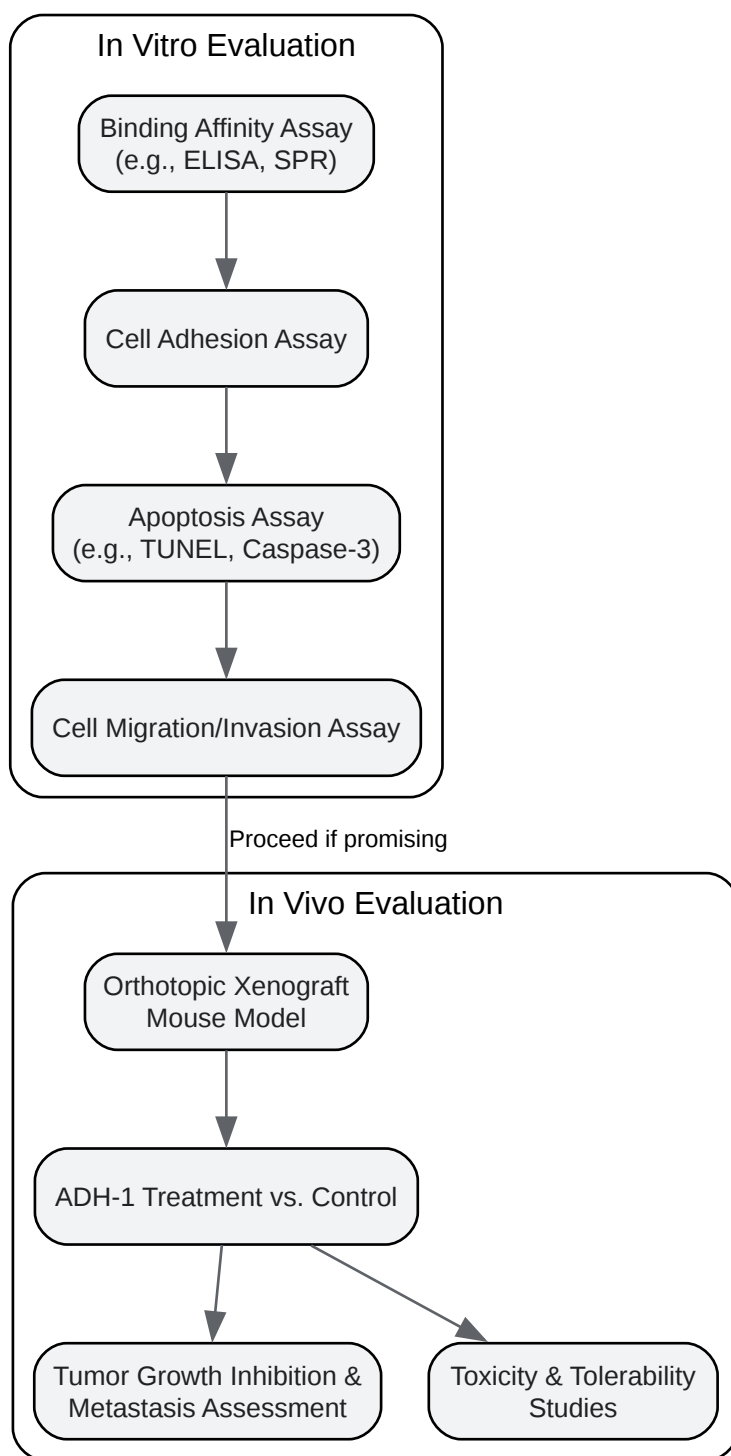 In Vitro Evaluation
Binding Affinity Assay
(e.g., ELISA, SPR)
Cell Adhesion Assay
Apoptosis Assay
(e.g., TUNEL, Caspase-3)
Cell Migration/Invasion Assay
Proceed if promising
In Vivo Evaluation
Orthotopic Xenograft
Mouse Model
ADH-1 Treatment vs. Control
Tumor Growth Inhibition &
Metastasis Assessment
Toxicity & Tolerability
Studies